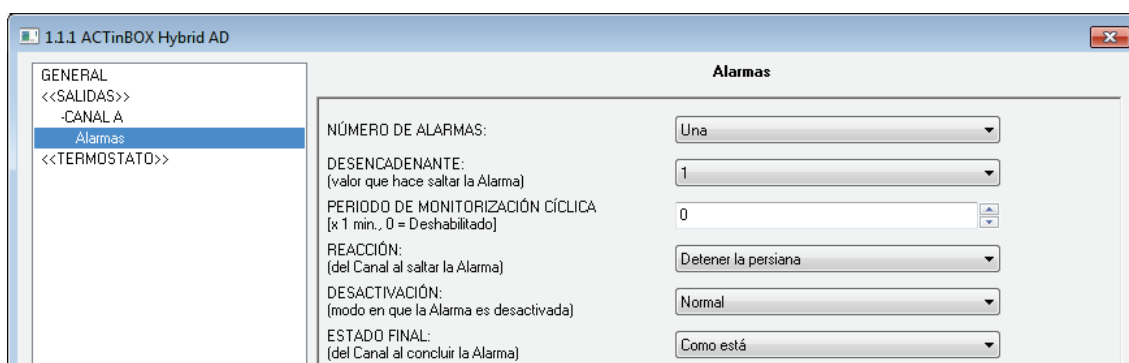 1.1.1 ACTinBOX Hybrid AD
GENERAL
<<SALIDAS>>
-CANAL A
Alarmas
<<TERMOSTATO>>
Alarmas
NÚMERO DE ALARMAS:
Una
DESENCADENANTE:
(valor que hace saltar la Alarma)
1
PERIODO DE MONITORIZACIÓN CÍCLICA
[x 1 min., 0 = Deshabilitado]
0
REACCIÓN:
(del Canal al saltar la Alarma)
Detener la persiana
DESACTIVACIÓN:
(modo en que la Alarma es desactivada)
Normal
ESTADO FINAL:
(del Canal al concluir la Alarma)
Como está